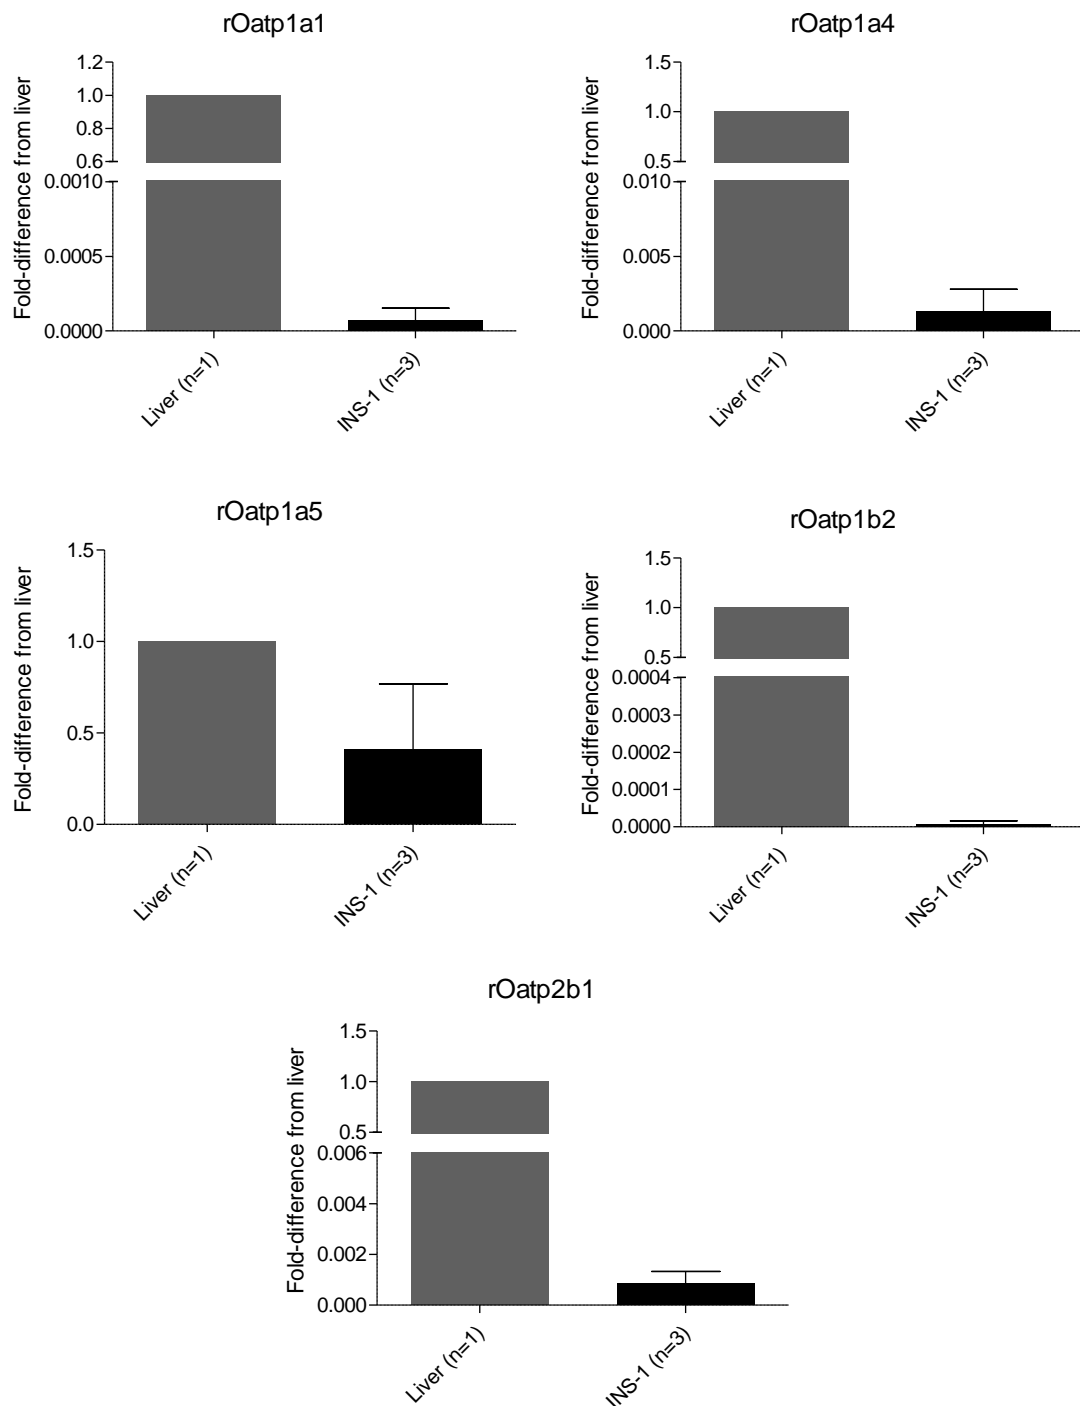 rOatp1a1
Fold-difference from liver
1.2
1.0
0.8
0.6
0.0010
0.0005
0.0000
Liver (n=1)
INS-1 (n=3)
rOatp1a4
Fold-difference from liver
1.5
1.0
0.5
0.010
0.005
0.000
Liver (n=1)
INS-1 (n=3)
rOatp1a5
Fold-difference from liver
1.5
1.0
0.5
0.0
Liver (n=1)
INS-1 (n=3)
rOatp1b2
Fold-difference from liver
1.5
1.0
0.5
0.0004
0.0003
0.0002
0.0001
0.0000
Liver (n=1)
INS-1 (n=3)
rOatp2b1
Fold-difference from liver
1.5
1.0
0.5
0.006
0.004
0.002
0.000
Liver (n=1)
INS-1 (n=3)